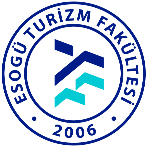 ESOGÜ TURİZM FAKÜLTESİ
• 2006 •